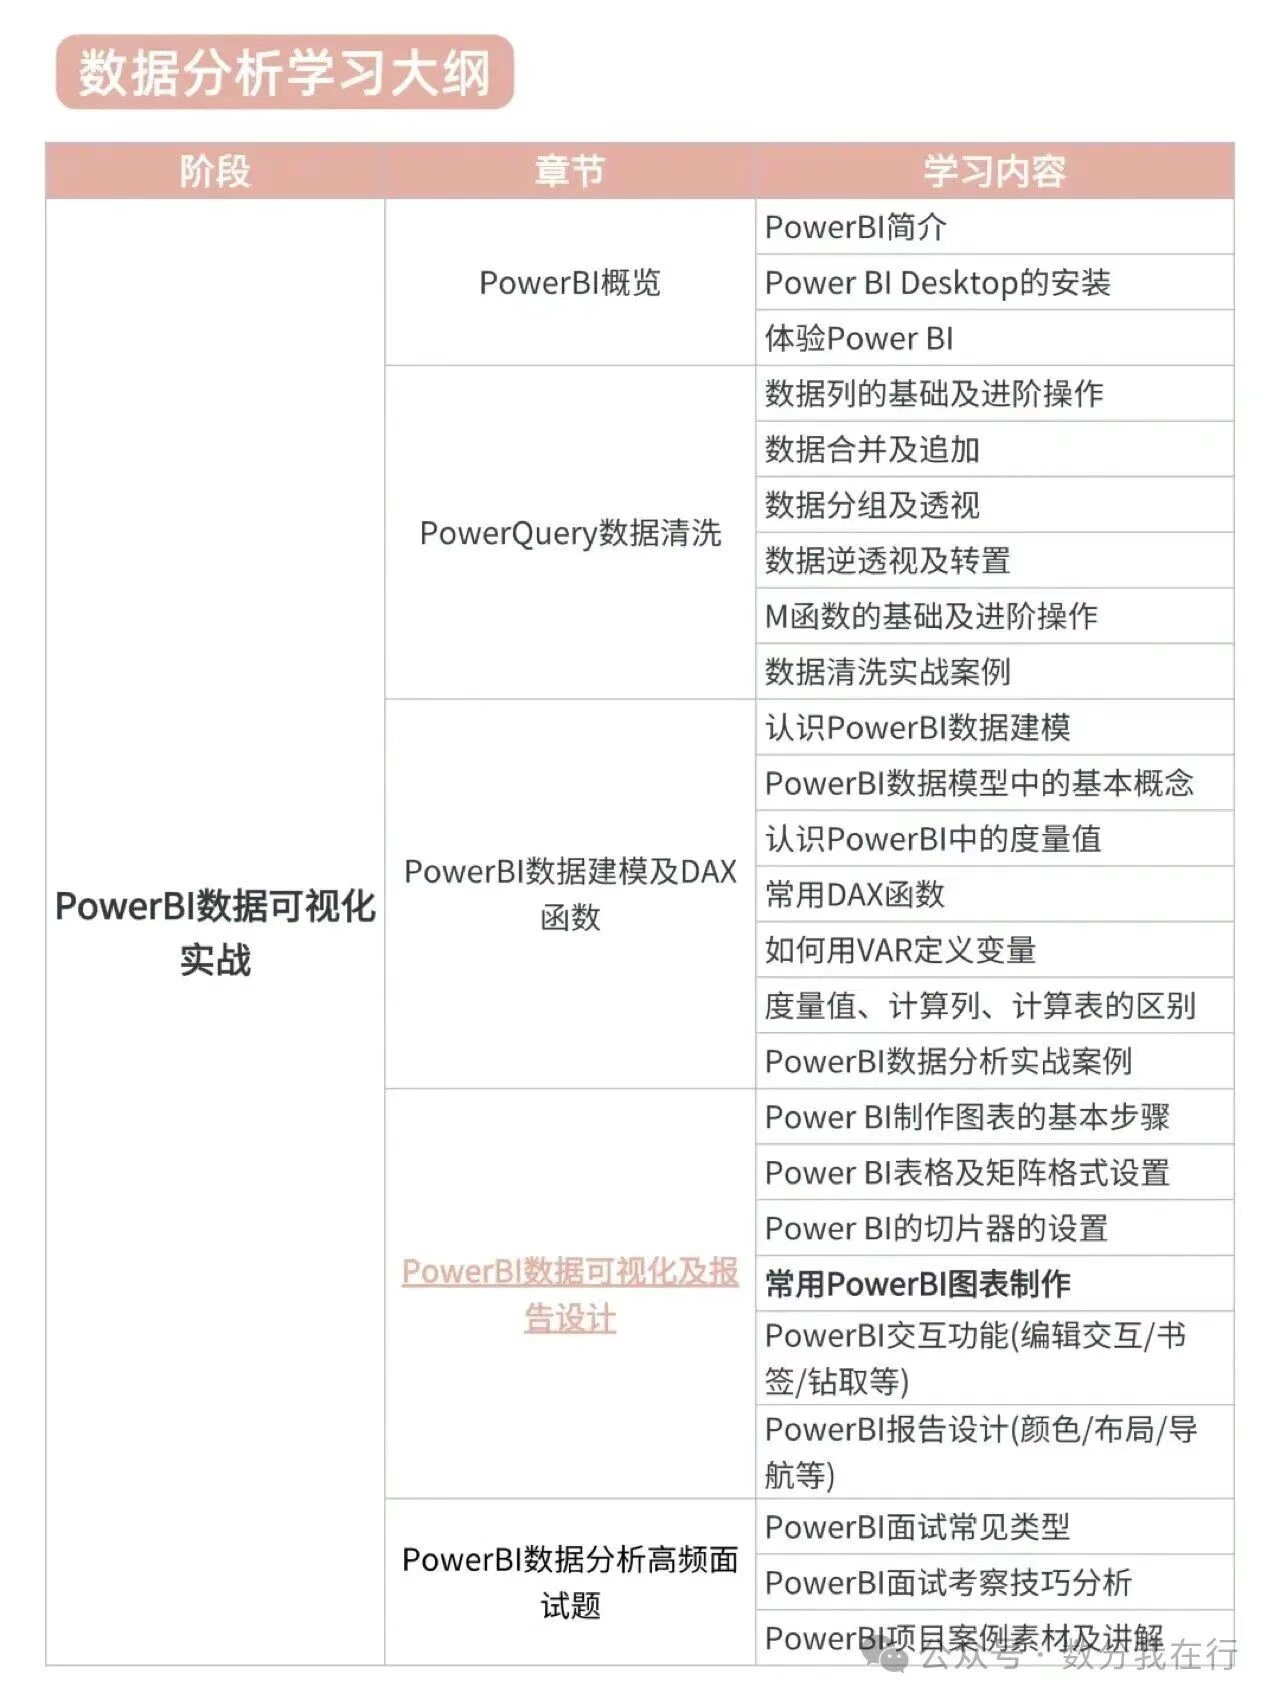 数据分析学习大纲
阶段 章节 学习内容
PowerBI数据可视化
实战
PowerBI概览
PowerBI简介
Power BI Desktop的安装
体验Power BI
PowerQuery数据清洗
数据列的基础及进阶操作
数据合并及追加
数据分组及透视
数据逆透视及转置
M函数的基础及进阶操作
数据清洗实战案例
PowerBI数据建模及DAX
函数
认识PowerBI数据建模
PowerBI数据模型中的基本概念
认识PowerBI中的度量值
常用DAX函数
如何用VAR定义变量
度量值、计算列、计算表的区别
PowerBI数据分析实战案例
PowerBI数据可视化及报
告设计
Power BI制作图表的基本步骤
Power BI表格及矩阵格式设置
Power BI的切片器的设置
常用PowerBI图表制作
PowerBI交互功能(编辑交互/书
签/钻取等)
PowerBI报告设计(颜色/布局/导
航等)
PowerBI数据分析高频面
试题
PowerBI面试常见类型
PowerBI面试考察技巧分析
PowerBI项目案例素材及讲解
公众号·数分我在行